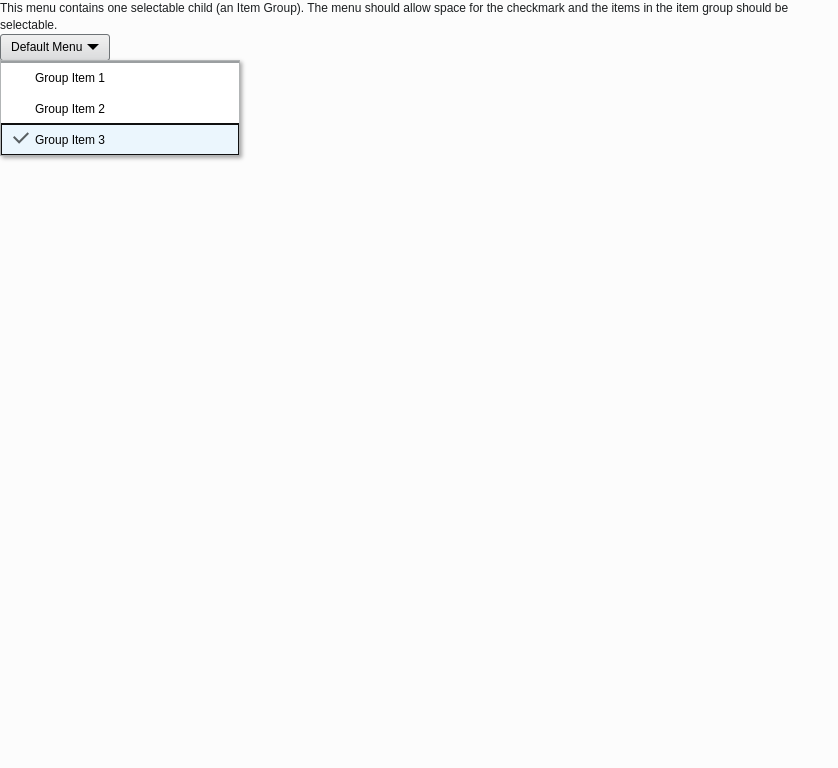 This menu contains one selectable child (an Item Group). The menu should allow space for the checkmark and the items in the item group should be
selectable.
Default Menu
Group Item 1
Group Item 2
Group Item 3